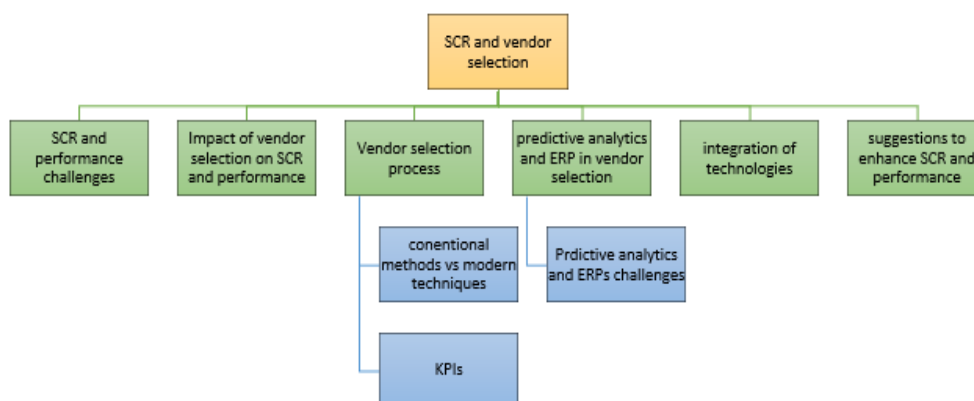 SCR and vendor
selection
SCR and
performance
challenges
Impact of vendor
selection on SCR
and performance
Vendor selection
process
predictive analytics
and ERP in vendor
selection
integration of
technologies
suggestions to
enhance SCR and
performance
conentional
methods vs modern
techniques
Prdictive analytics
and ERPs challenges
KPIs